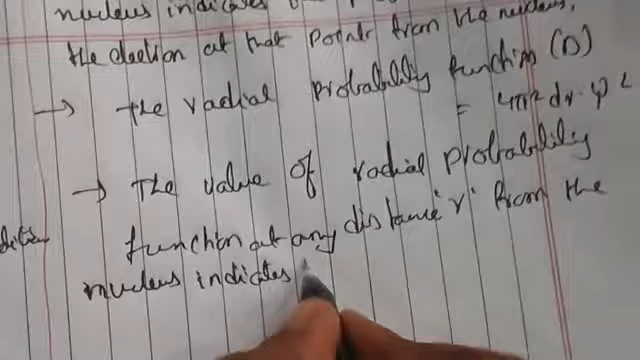 nucleus indicates
the electron at that point from the nucleus.
→ The radial probability function (D)
= 4πr² dr·ψ²
→ The value of radial probability
function at any distance 'r' from the
nucleus indicates